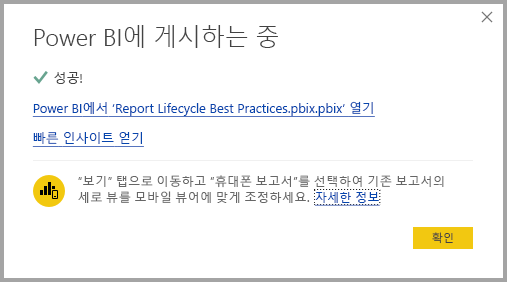 Power BI에 게시하는 중
성공!
Power BI에서 ‘Report Lifecycle Best Practices.pbix.pbix’ 열기
빠른 인사이트 얻기
“보기” 탭으로 이동하고 “휴대폰 보고서”를 선택하여 기존 보고서의
세로 뷰를 모바일 뷰어에 맞게 조정하세요. 자세한 정보
확인